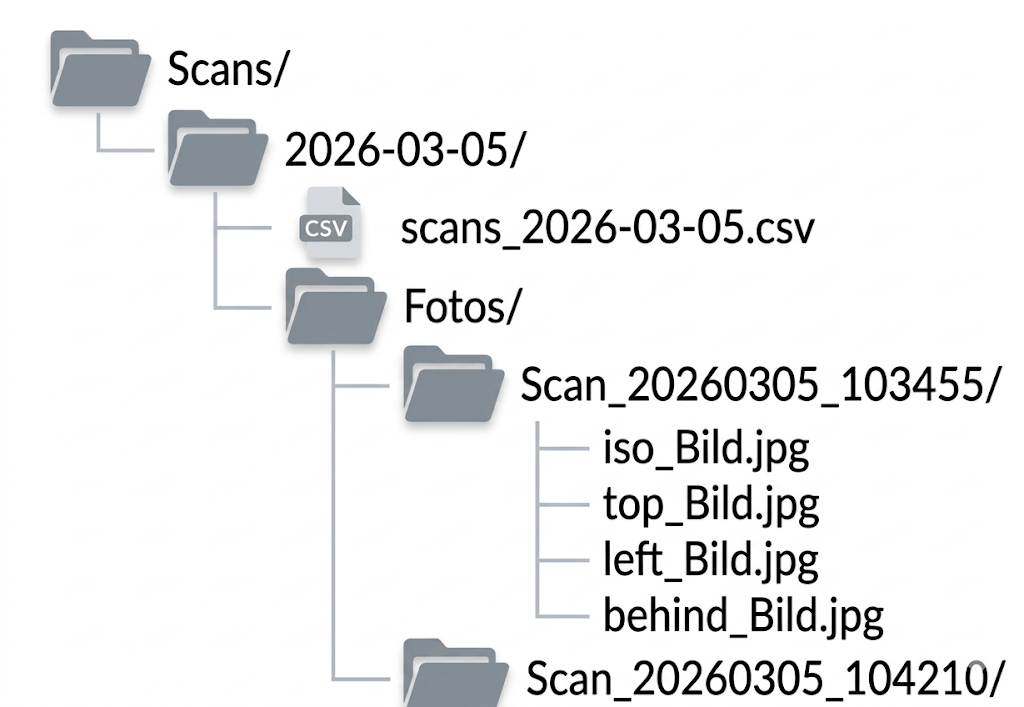 Scans/
2026-03-05/
CSV
scans_2026-03-05.csv
Fotos/
Scan_20260305_103455/
iso_Bild.jpg
top_Bild.jpg
left_Bild.jpg
behind_Bild.jpg
Scan_20260305_104210/